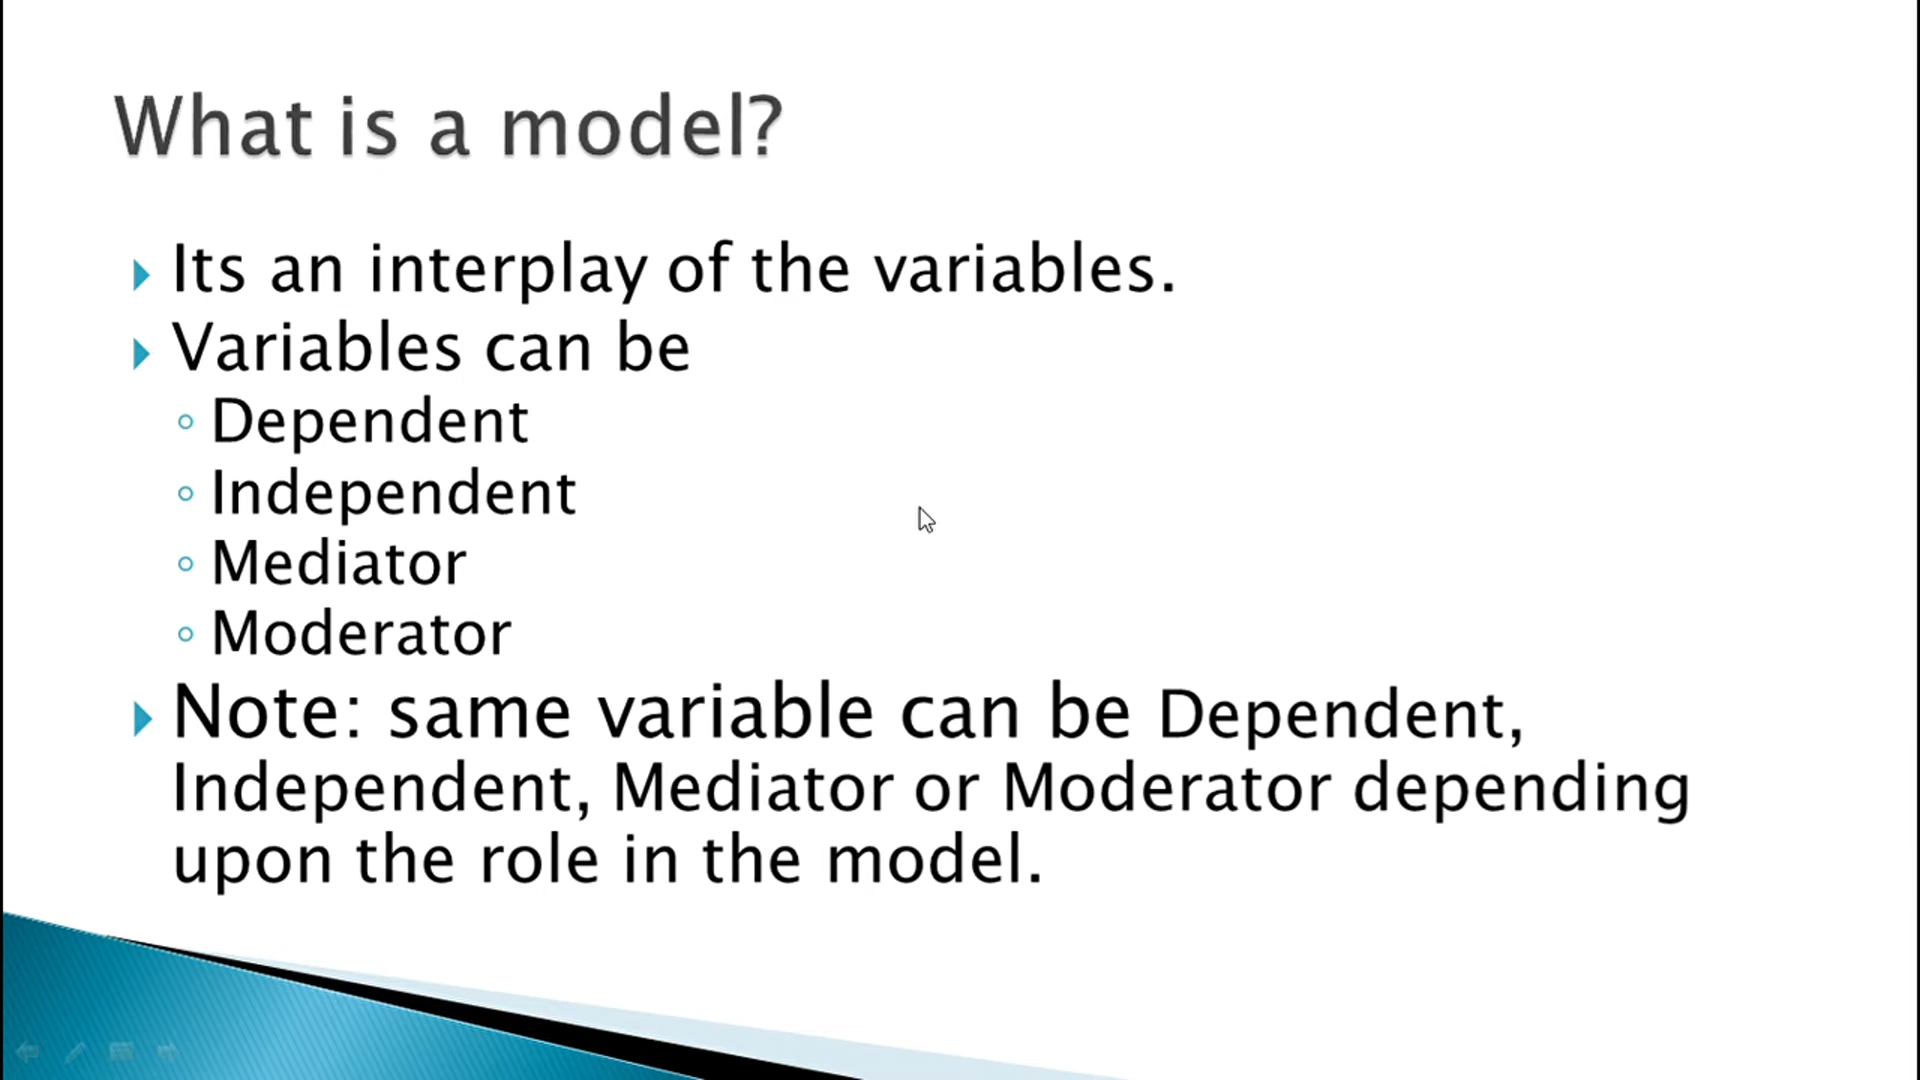 What is a model?
Its an interplay of the variables.
Variables can be
Dependent
Independent
Mediator
Moderator
Note: same variable can be Dependent,
Independent, Mediator or Moderator depending
upon the role in the model.